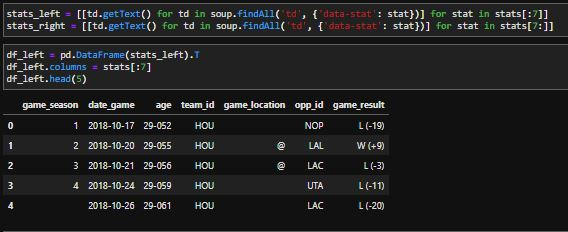 stats_left = [[td.getText() for td in soup.findAll('td', {'data-stat': stat})] for stat in stats[:7]]
stats_right = [[td.getText() for td in soup.findAll('td', {'data-stat': stat})] for stat in stats[7:]]
df_left = pd.DataFrame(stats_left).T
df_left.columns = stats[:7]
df_left.head(5)
game_season date_game age team_id game_location opp_id game_result
0 1 2018-10-17 29-052 HOU NOP L (-19)
1 2 2018-10-20 29-055 HOU @ LAL W (+9)
2 3 2018-10-21 29-056 HOU @ LAC L (-3)
3 4 2018-10-24 29-059 HOU UTA L (-11)
4 2018-10-26 29-061 HOU LAC L (-20)